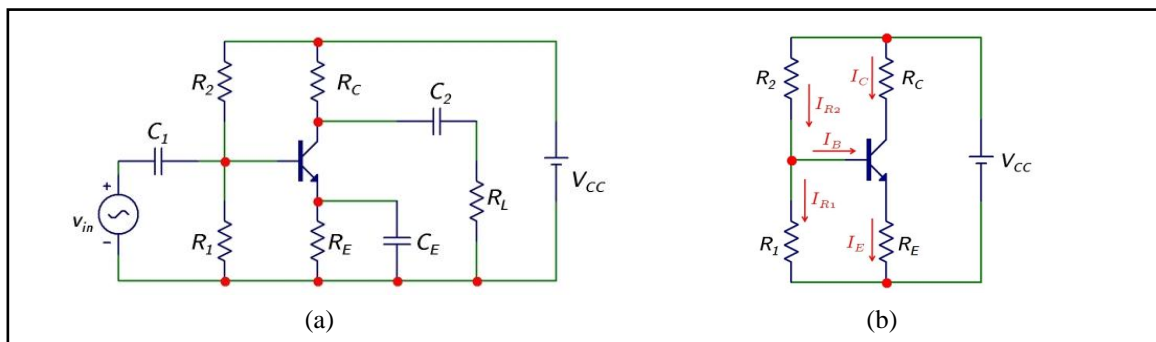 R2
RC
C2
C1
+
vin
−
R1
RE
CE
RL
VCC
(a)
R2
IC
RC
IR2
IB
VCC
IR1
R1
IE
RE
(b)